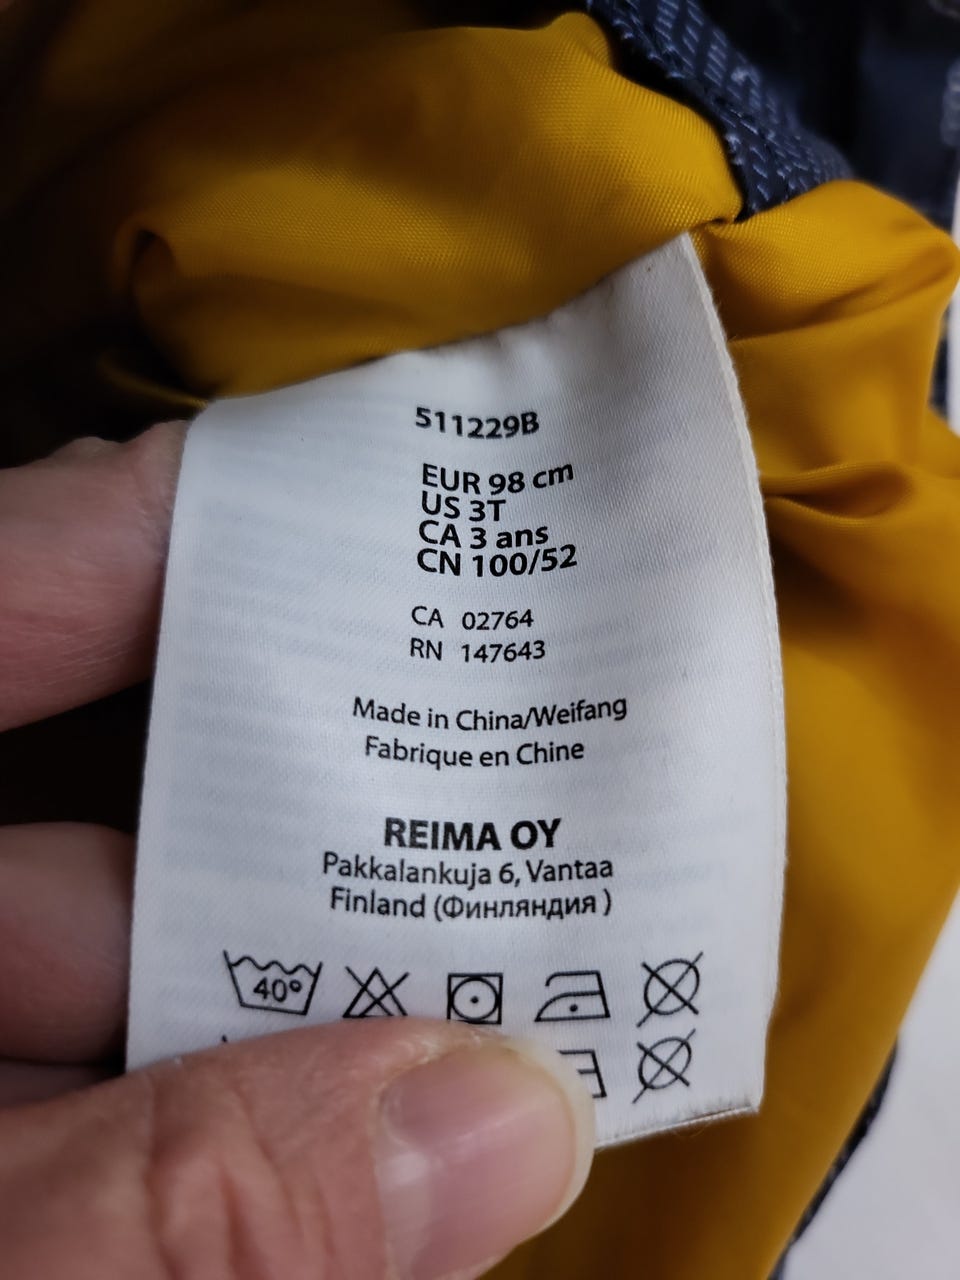 511229B
EUR 98 cm
US 3T
CA 3 ans
CN 100/52
CA 02764
RN 147643
Made in China/Weifang
Fabrique en Chine
REIMA OY
Pakkalankuja 6, Vantaa
Finland (Финляндия )
40°